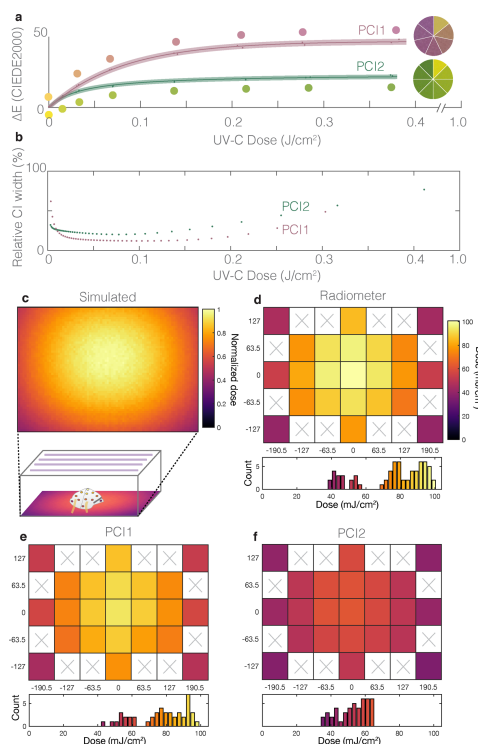 a
50
0
ΔE (CIEDE2000)
PCI1
PCI2
0 0.1 0.2 0.3 0.4 1.0
UV-C Dose (J/cm²)
b
100
0
Relative CI width (%)
PCI2
PCI1
0 0.1 0.2 0.3 0.4 1.0
UV-C Dose (J/cm²)
c Simulated
1
0.8
0.6
0.4
0.2
0
Normalized dose
d Radiometer
127
63.5
0
-63.5
-127
-190.5 -127 -63.5 0 63.5 127 190.5
100
80
60
40
20
0
Count
5
0
0 20 40 60 80 100
Dose (mJ/cm²)
e PCI1
127
63.5
0
-63.5
-127
-190.5 127 -63.5 0 63.5 127 190.5
Count
5
0
0 20 40 60 80 100
Dose (mJ/cm²)
f PCI2
127
63.5
0
-63.5
-127
-190.5 127 -63.5 0 63.5 127 190.5
5
0
0 20 40 60 80 100
Dose (mJ/cm²)